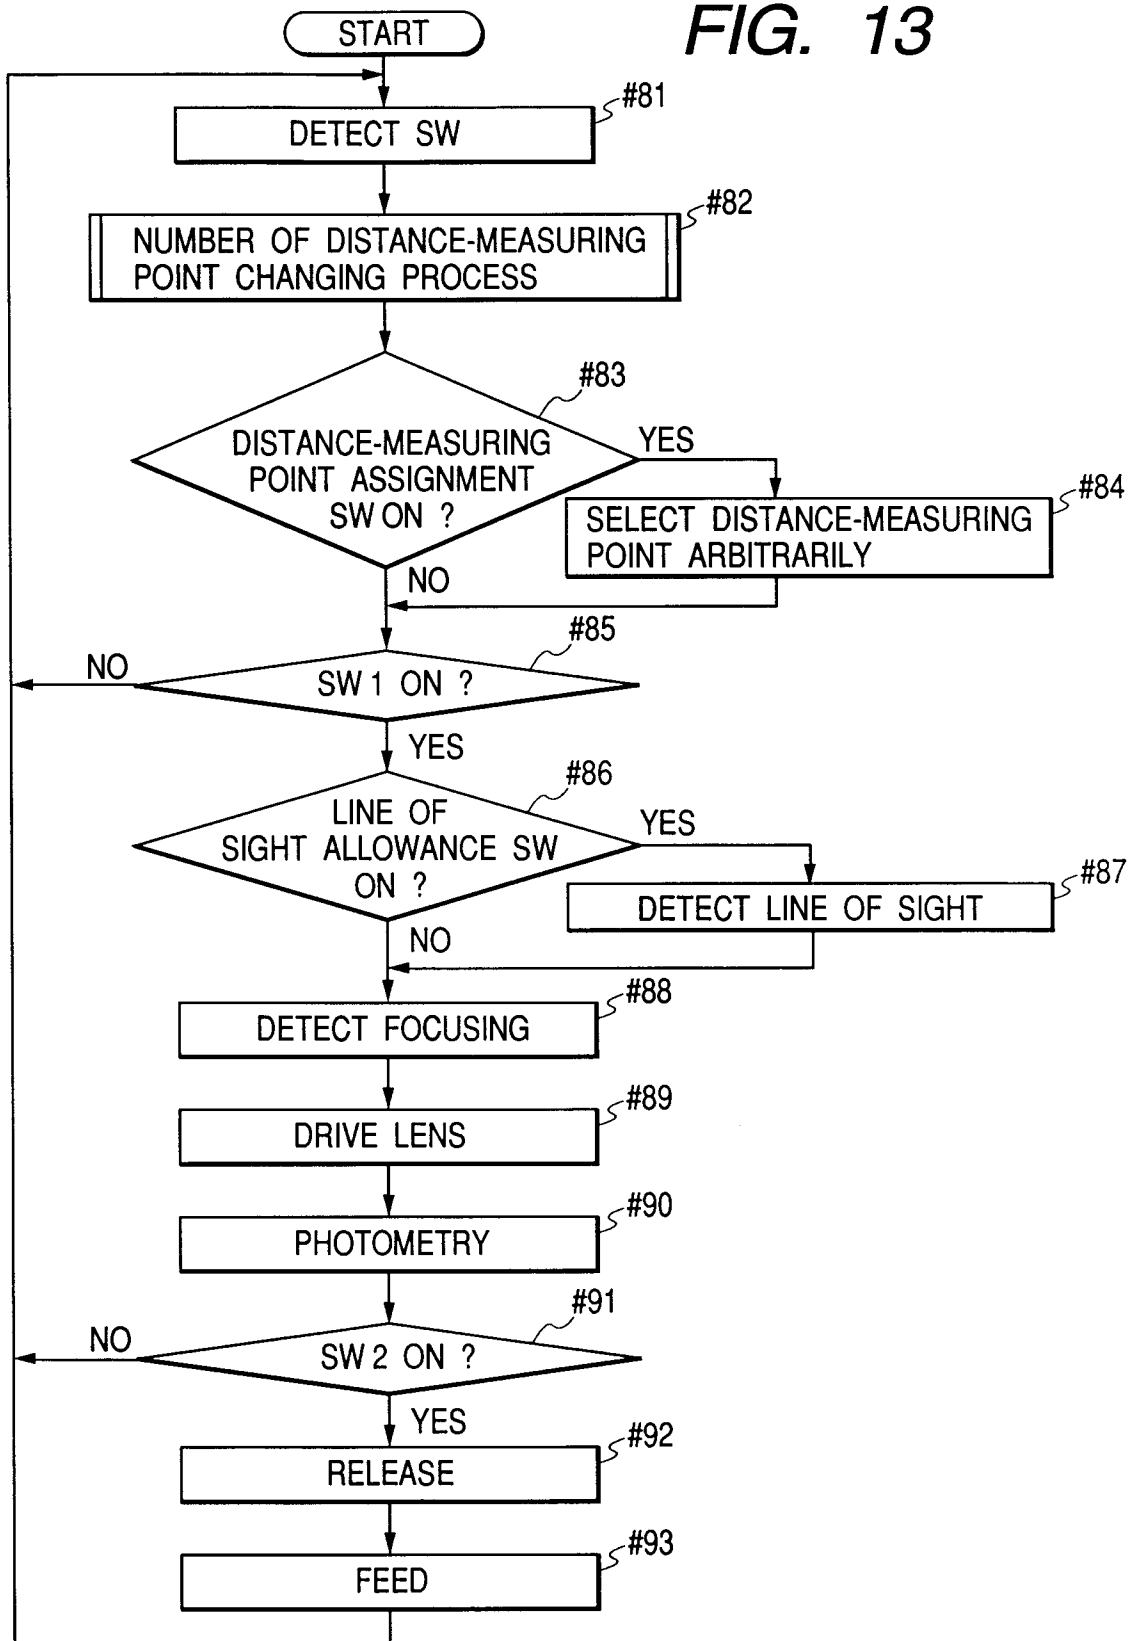 FIG. 13
START
#81
DETECT SW
#82
NUMBER OF DISTANCE-MEASURING
POINT CHANGING PROCESS
#83
DISTANCE-MEASURING
POINT ASSIGNMENT
SW ON ?
YES
#84
SELECT DISTANCE-MEASURING
POINT ARBITRARILY
NO
#85
SW 1 ON ?
NO
YES
#86
LINE OF
SIGHT ALLOWANCE SW
ON ?
YES
#87
DETECT LINE OF SIGHT
NO
#88
DETECT FOCUSING
#89
DRIVE LENS
#90
PHOTOMETRY
#91
SW 2 ON ?
NO
YES
#92
RELEASE
#93
FEED